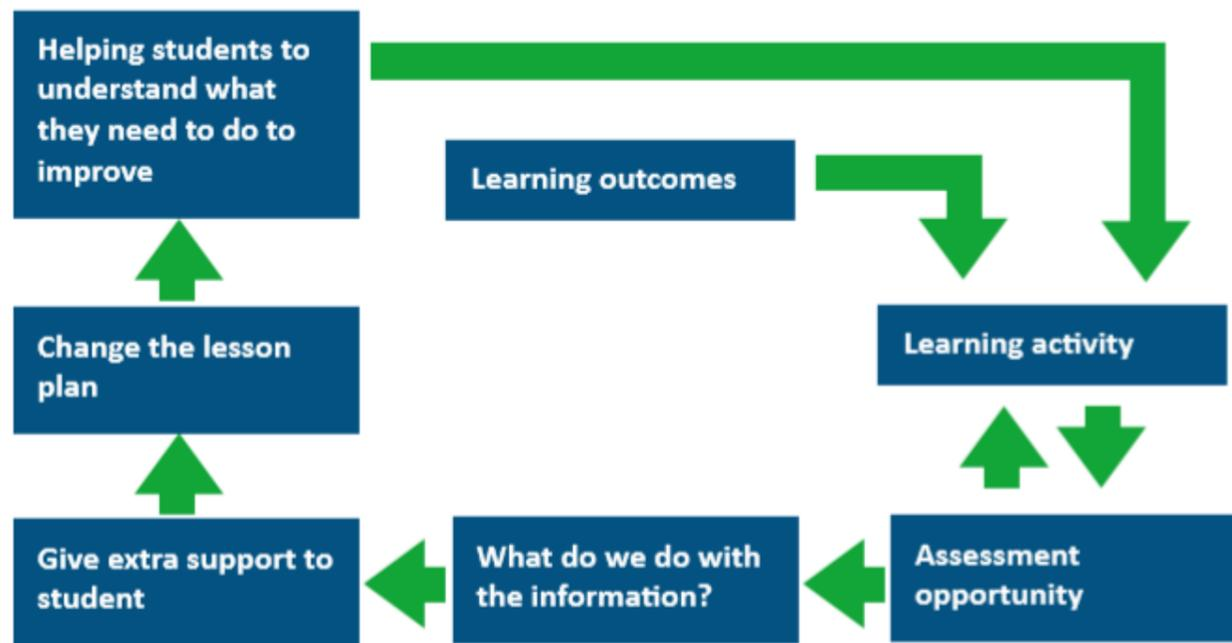 Helping students to
understand what
they need to do to
improve
Learning outcomes
Learning activity
Change the lesson
plan
Give extra support to
student
What do we do with
the information?
Assessment
opportunity